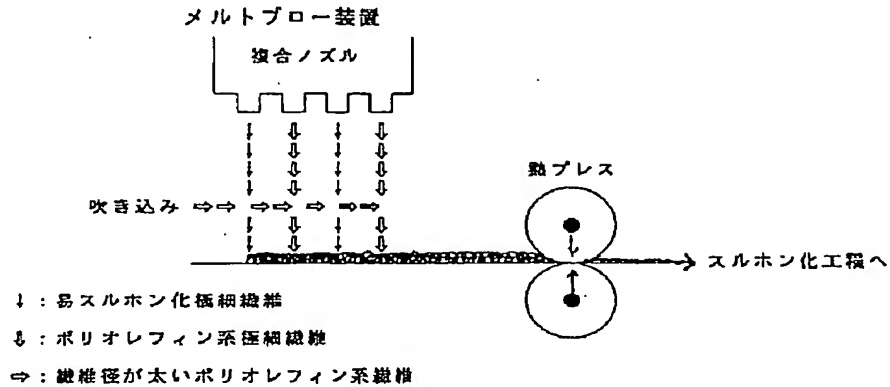 メルトブロー装置
複合ノズル
熱プレス
吹き込み
スルホン化工程へ
↓：易スルホン化極細繊維
⇩：ポリオレフィン系極細繊維
⇨：繊維径が太いポリオレフィン系繊維